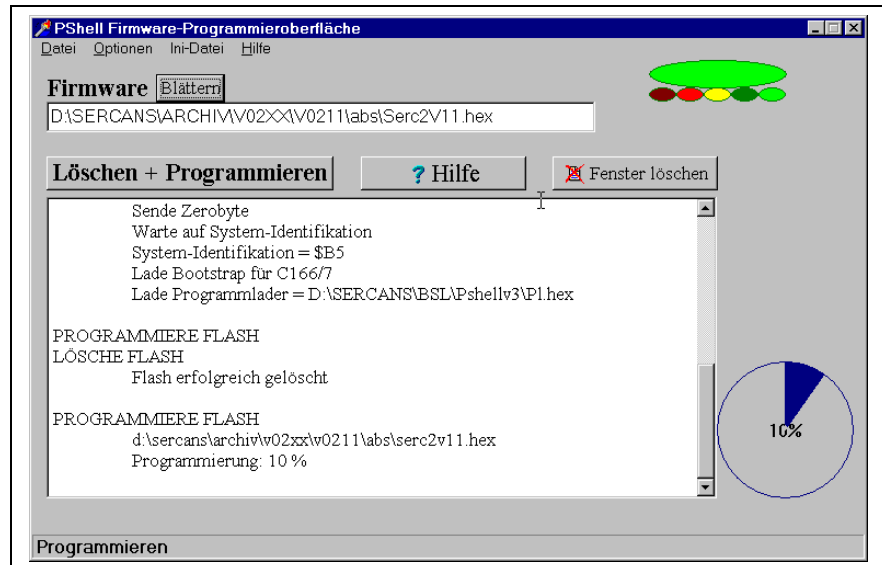 PShell Firmware-Programmieroberfläche
Datei Optionen Ini-Datei Hilfe
Firmware Blättern
D:\SERCANS\ARCHIV\V02XX\V0211\abs\Serc2V11.hex
Löschen + Programmieren ? Hilfe Fenster löschen
Sende Zerobyte
Warte auf System-Identifikation
System-Identifikation = $B5
Lade Bootstrap für C166/7
Lade Programmlader = D:\SERCANS\BSL\Pshellv3\Pl.hex
PROGRAMMIERE FLASH
LÖSCHE FLASH
Flash erfolgreich gelöscht
PROGRAMMIERE FLASH
d:\sercans\archiv\v02xx\v0211\abs\serc2v11.hex
Programmierung: 10 %
10%
Programmieren